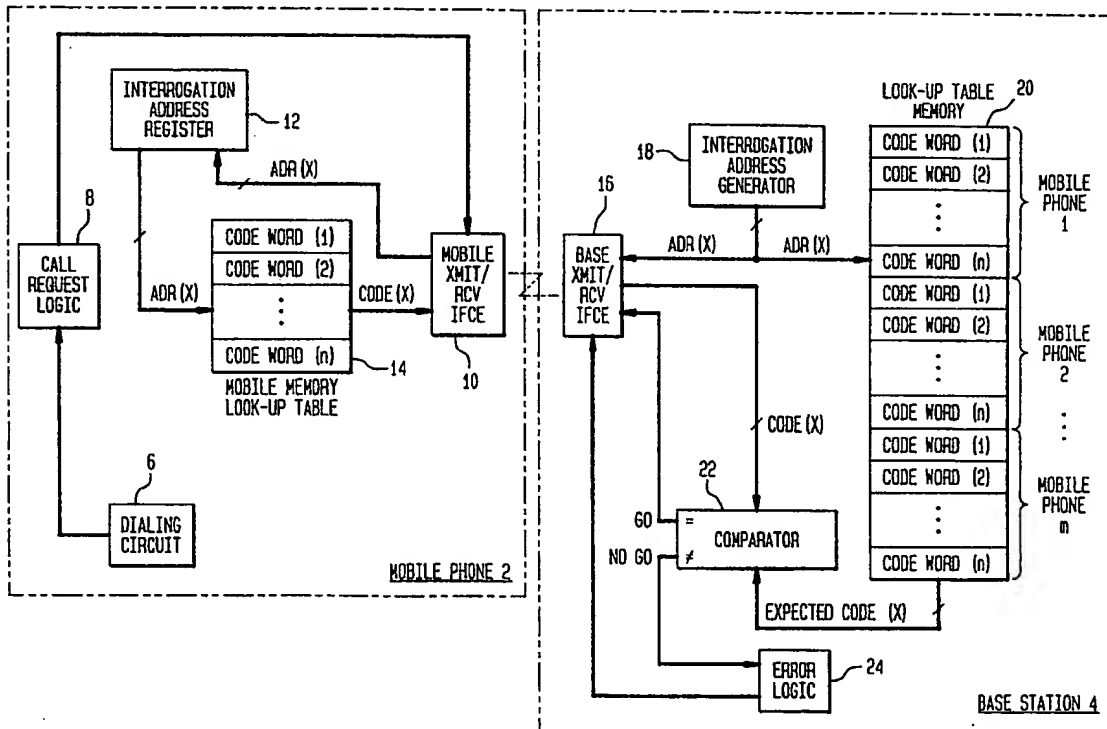 INTERROGATION
ADDRESS
REGISTER
12
ADR (X)
8
CALL
REQUEST
LOGIC
ADR (X)
CODE WORD (1)
CODE WORD (2)
CODE WORD (n)
CODE (X)
14
MOBILE MEMORY
LOOK-UP TABLE
MOBILE
XMIT/
RCV
IFCE
10
6
DIALING
CIRCUIT
MOBILE PHONE 2
16
BASE
XMIT/
RCV
IFCE
18
INTERROGATION
ADDRESS
GENERATOR
ADR (X)
ADR (X)
LOOK-UP TABLE
MEMORY
20
CODE WORD (1)
CODE WORD (2)
CODE WORD (n)
MOBILE
PHONE
1
CODE WORD (1)
CODE WORD (2)
CODE WORD (n)
MOBILE
PHONE
2
CODE WORD (1)
CODE WORD (2)
CODE WORD (n)
MOBILE
PHONE
m
CODE (X)
22
GO =
NO GO ≠
COMPARATOR
EXPECTED CODE (X)
ERROR
LOGIC
24
BASE STATION 4